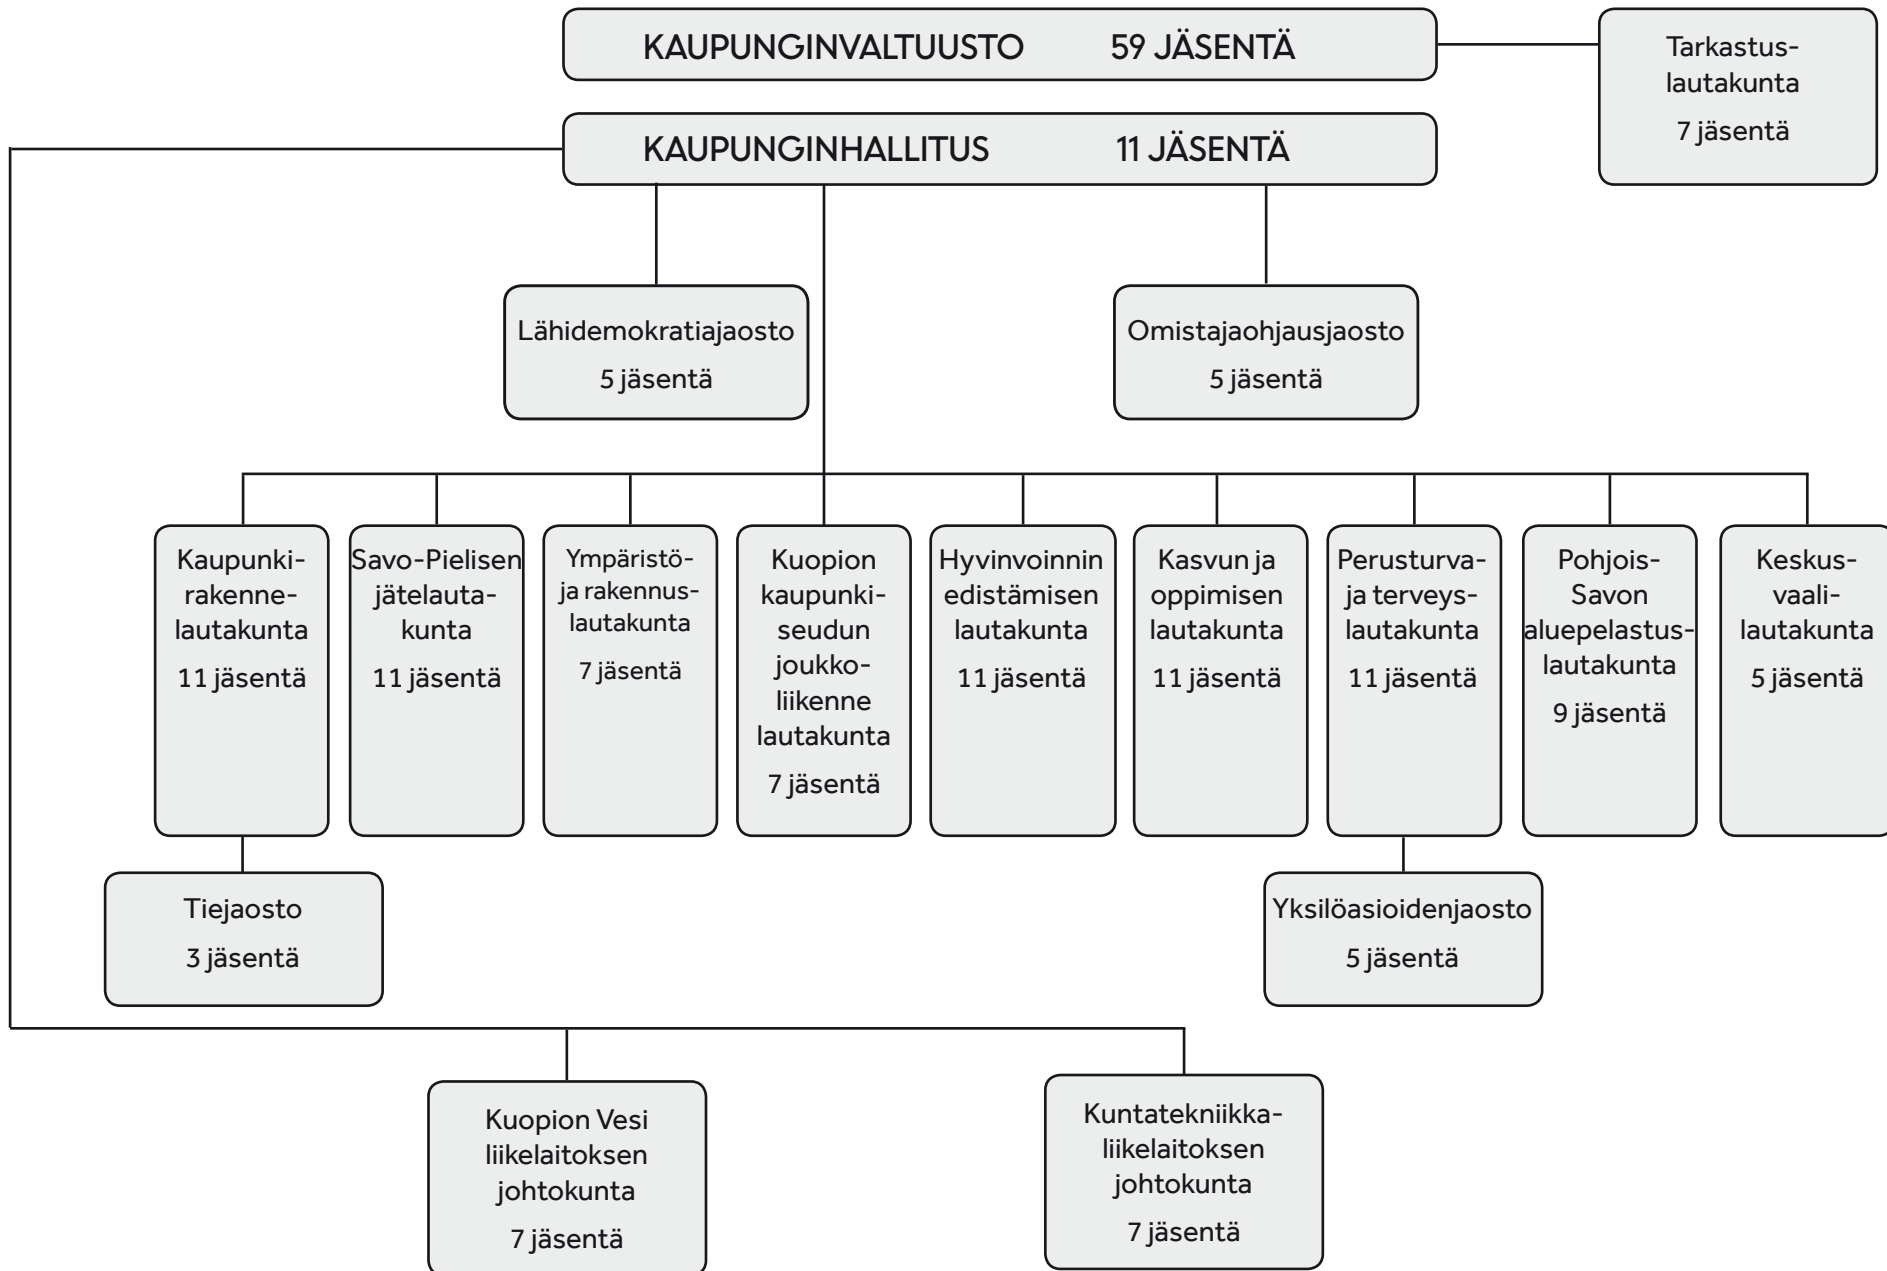 KAUPUNGINVALTUUSTO 59 JÄSENTÄ
Tarkastus-
lautakunta
7 jäsentä
KAUPUNGINHALLITUS 11 JÄSENTÄ
Lähidemokratiajaosto
5 jäsentä
Omistajaohjausjaosto
5 jäsentä
Kaupunki-
rakenne-
lautakunta
11 jäsentä
Savo-Pielisen
jätelauta-
kunta
11 jäsentä
Ympäristö-
ja rakennus-
lautakunta
7 jäsentä
Kuopion
kaupunki-
seudun
joukko-
liikenne
lautakunta
7 jäsentä
Hyvinvoinnin
edistämisen
lautakunta
11 jäsentä
Kasvun ja
oppimisen
lautakunta
11 jäsentä
Perusturva-
ja terveys-
lautakunta
11 jäsentä
Pohjois-
Savon
aluepelastus-
lautakunta
9 jäsentä
Keskus-
vaali-
lautakunta
5 jäsentä
Tiejaosto
3 jäsentä
Yksilöasioidenjaosto
5 jäsentä
Kuopion Vesi
liikelaitoksen
johtokunta
7 jäsentä
Kuntatekniikka-
liikelaitoksen
johtokunta
7 jäsentä